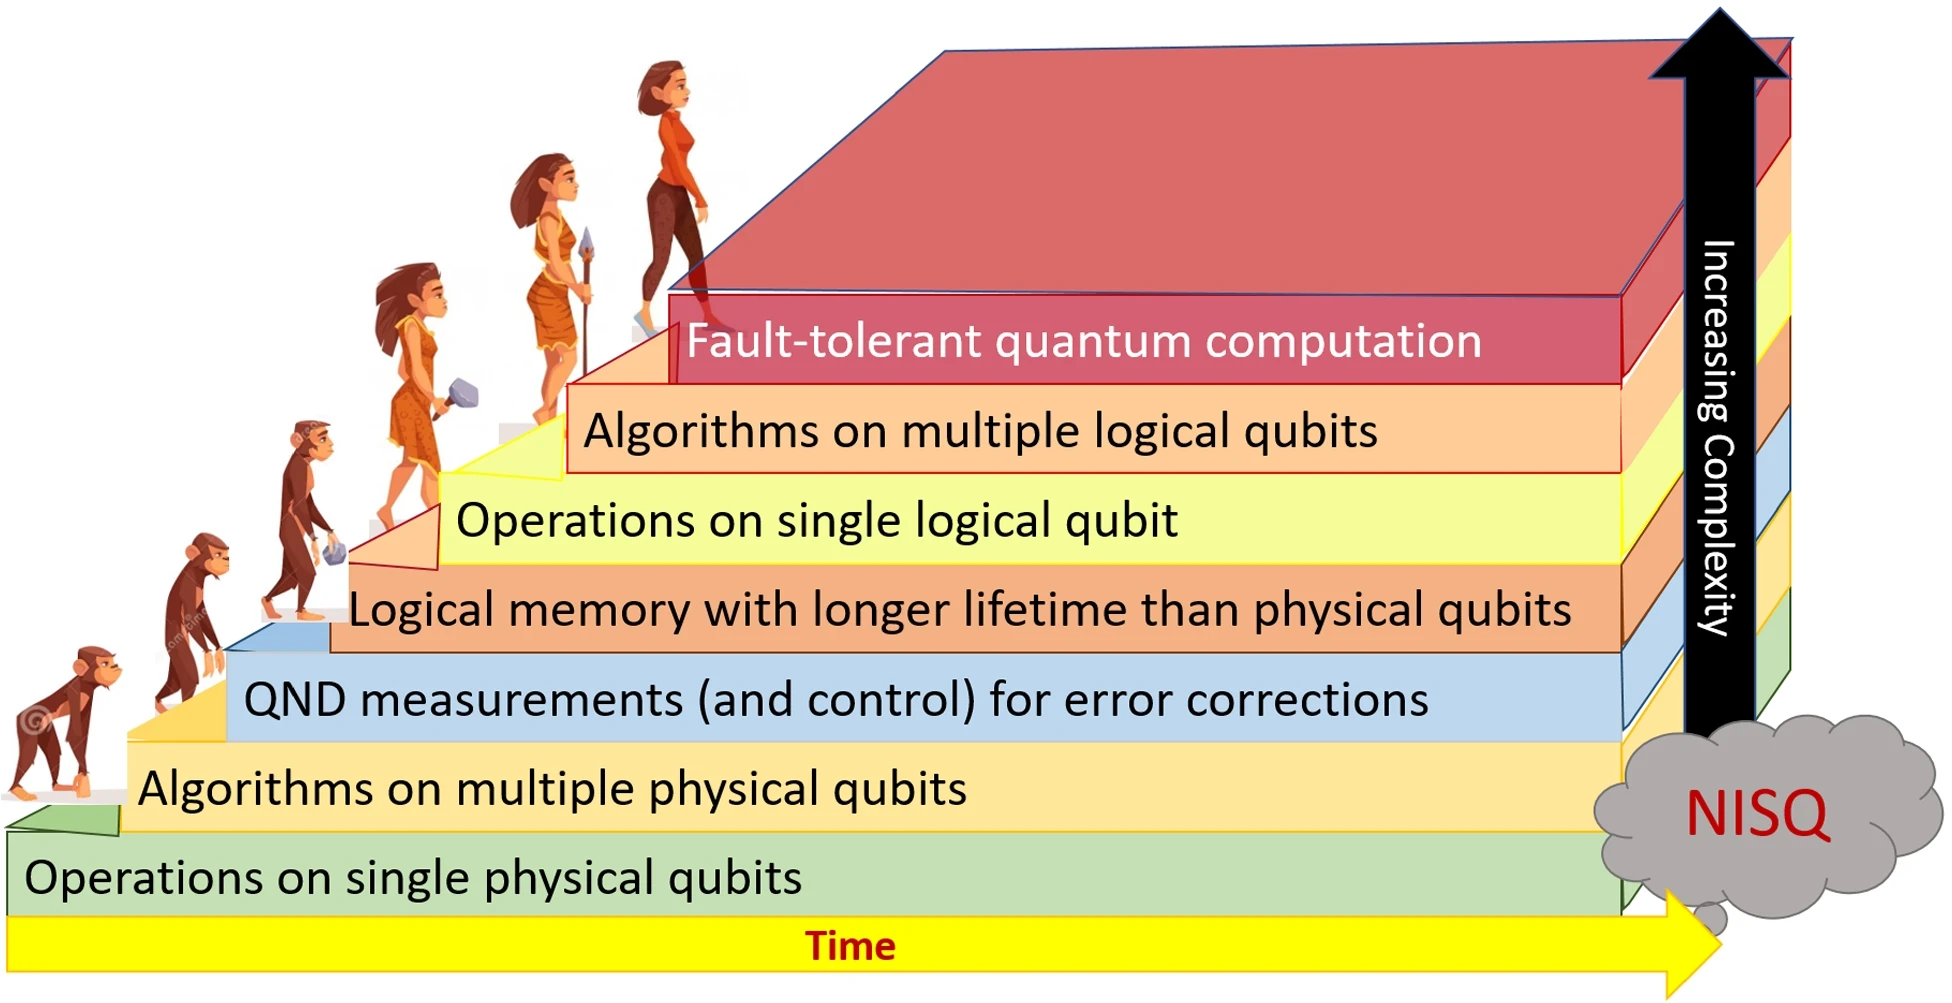 Fault-tolerant quantum computation
Algorithms on multiple logical qubits
Operations on single logical qubit
Logical memory with longer lifetime than physical qubits
QND measurements (and control) for error corrections
Algorithms on multiple physical qubits
Operations on single physical qubits
Time
Increasing Complexity
NISQ